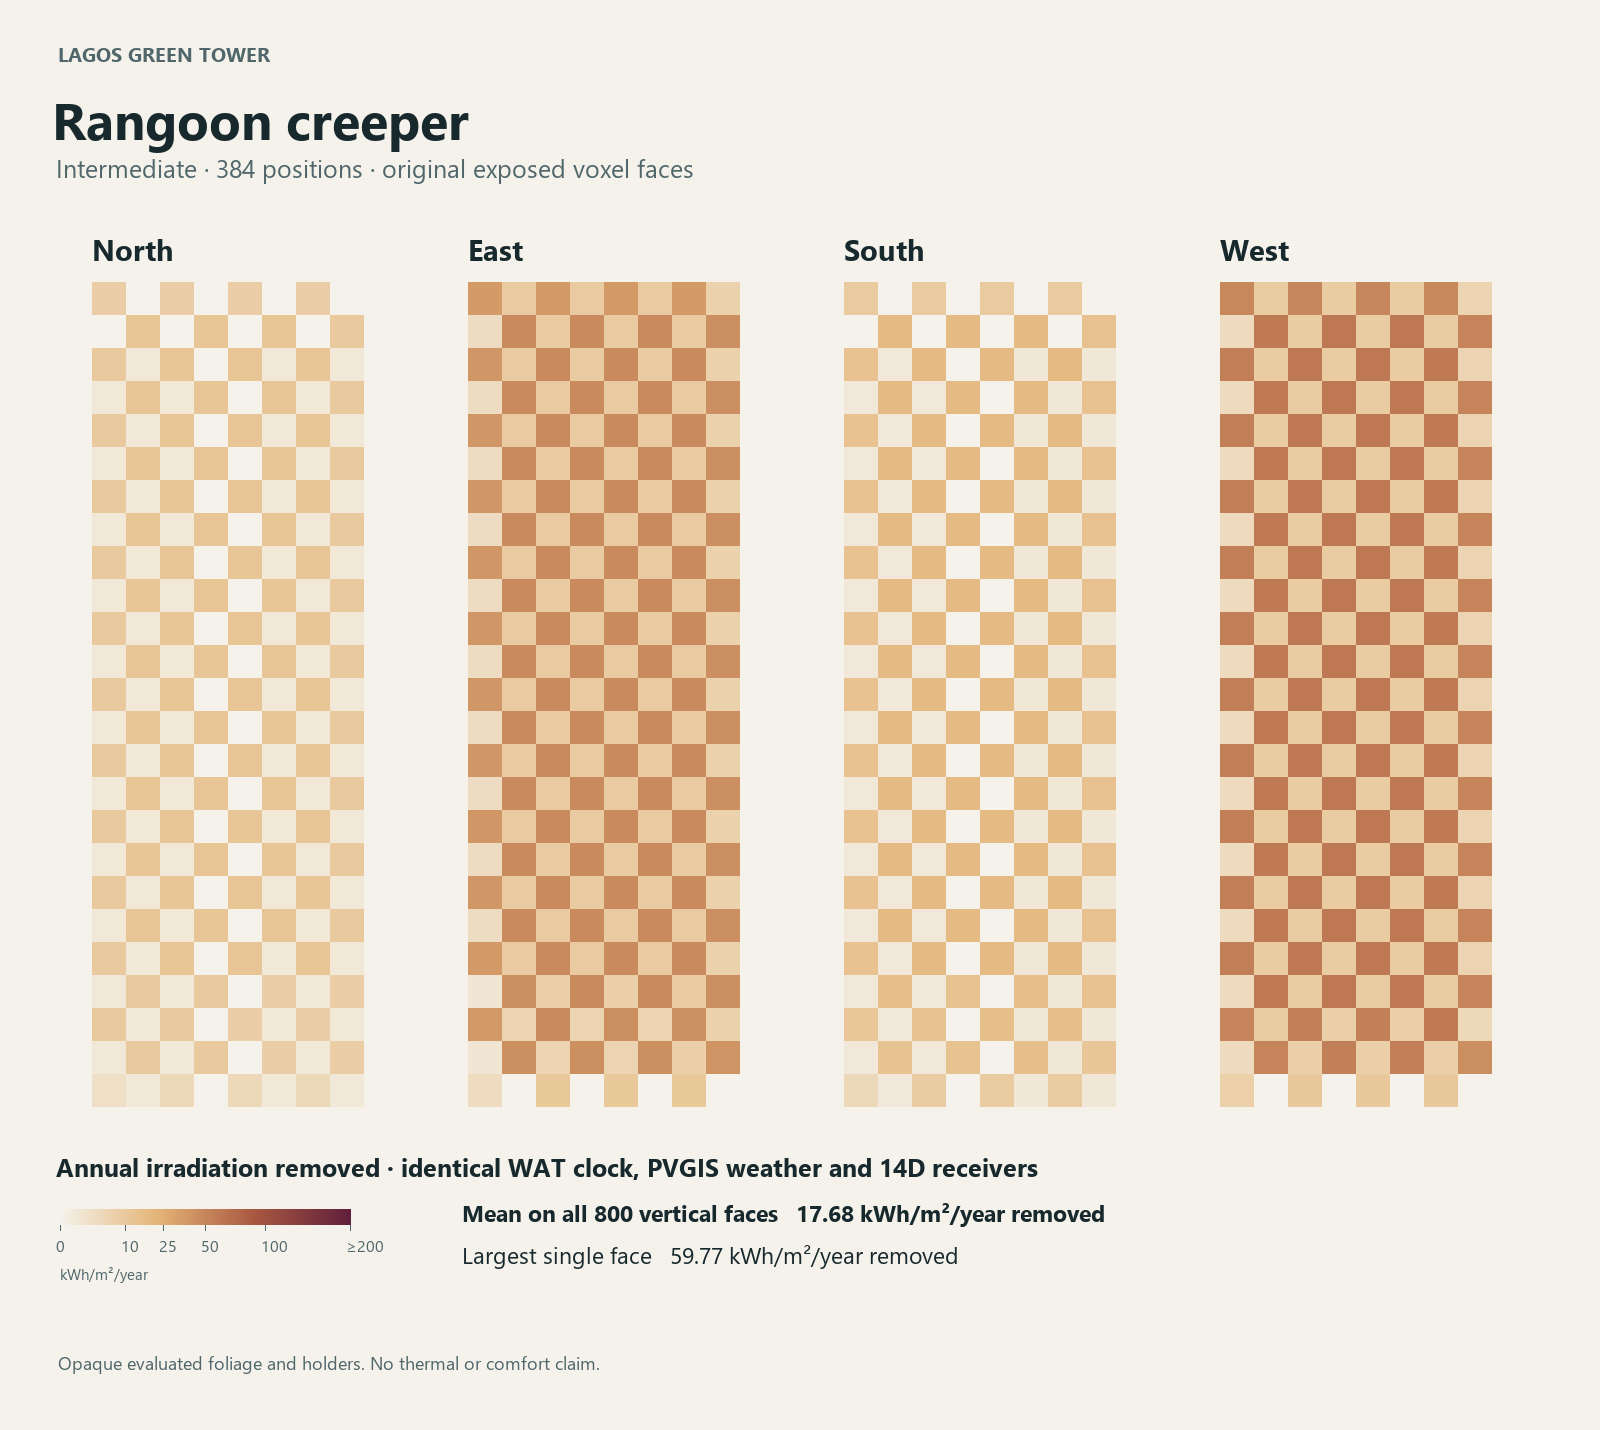 LAGOS GREEN TOWER
Rangoon creeper
Intermediate · 384 positions · original exposed voxel faces
North East South West
Annual irradiation removed · identical WAT clock, PVGIS weather and 14D receivers
Mean on all 800 vertical faces 17.68 kWh/m²/year removed
0 10 25 50 100 ≥200
kWh/m²/year
Largest single face 59.77 kWh/m²/year removed
Opaque evaluated foliage and holders. No thermal or comfort claim.